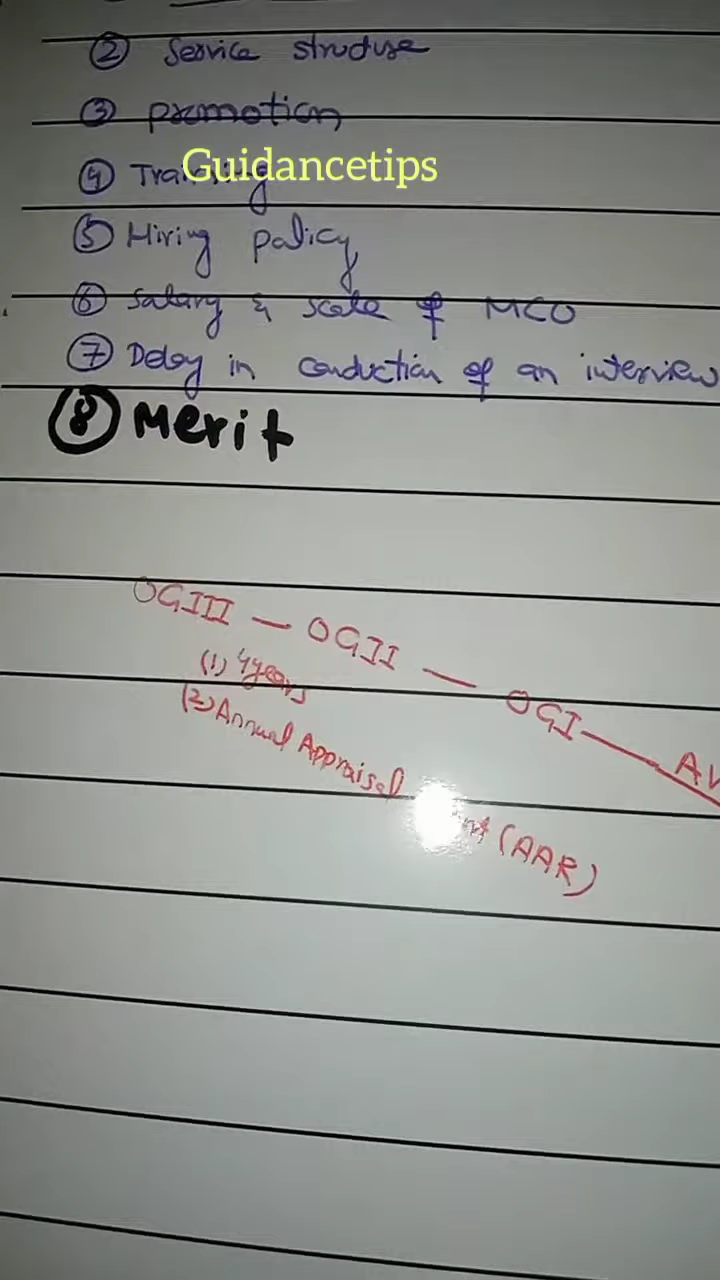 ② Service structure
③ promotion
④ Training
Guidancetips
⑤ Hiring policy
⑥ Salary & scale of MCO
⑦ Delay in conduction of an interview
⑧ Merit
OGIII — OGII — OGI — AV
(1) 4 years
(2) Annual Appraisal (AAR)